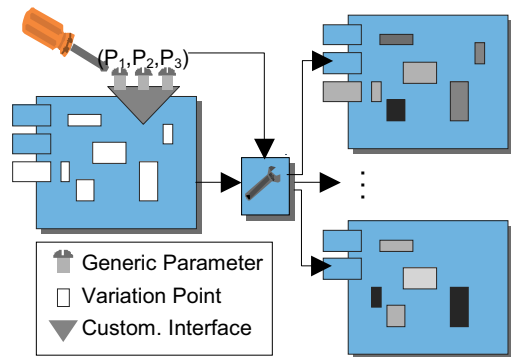 (P1,P2,P3)
Generic Parameter
Variation Point
Custom. Interface